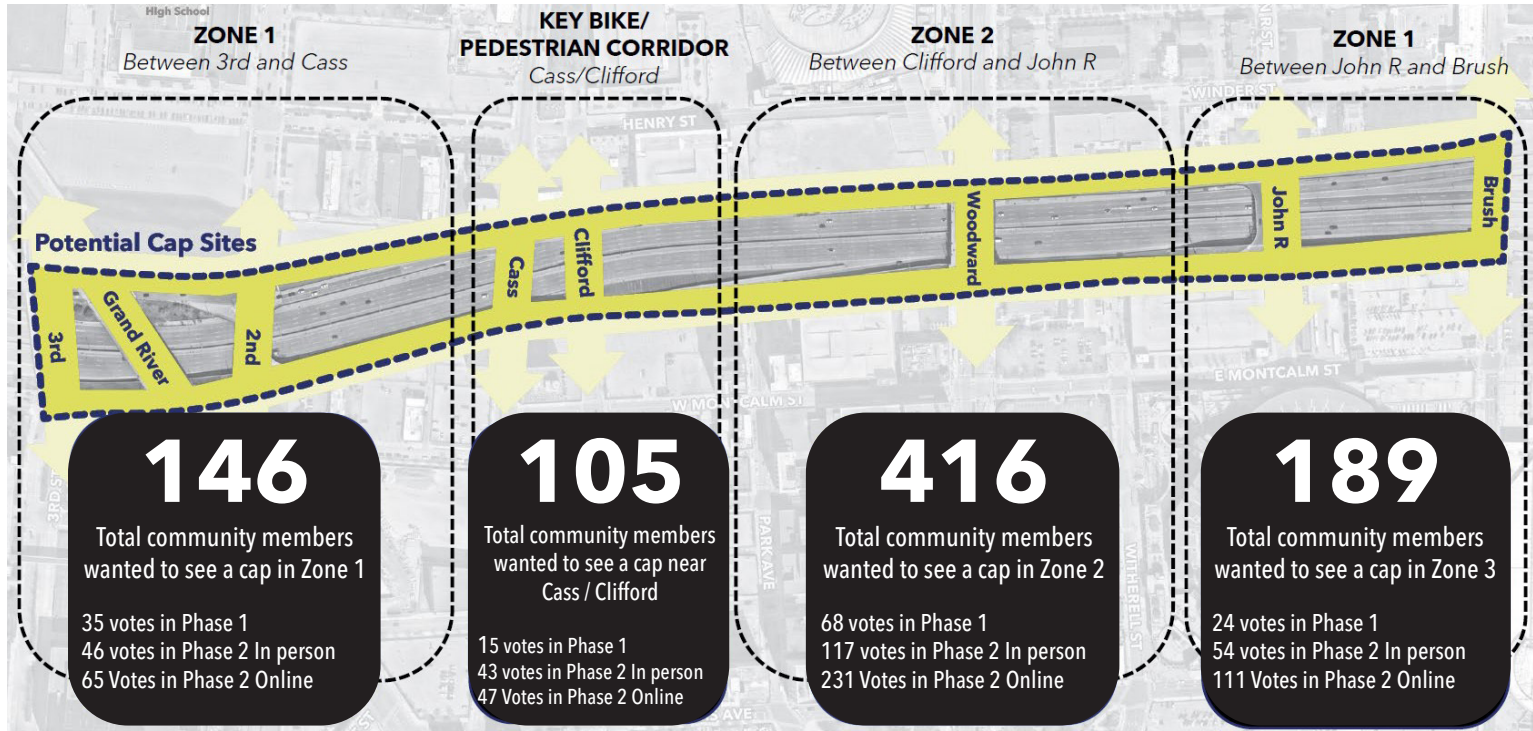 High School
ZONE 1
Between 3rd and Cass
KEY BIKE/
PEDESTRIAN CORRIDOR
Cass/Clifford
ZONE 2
Between Clifford and John R
ZONE 1
Between John R and Brush
WINDER ST
HENRY ST
Potential Cap Sites
3rd
Grand River
2nd
Cass
Clifford
Woodward
John R
Brush
E MONTCALM ST
W MONTCALM ST
3RD ST
PARK AVE
WITHERELL ST
146
Total community members
wanted to see a cap in Zone 1
35 votes in Phase 1
46 votes in Phase 2 In person
65 Votes in Phase 2 Online
105
Total community members
wanted to see a cap near
Cass / Clifford
15 votes in Phase 1
43 votes in Phase 2 In person
47 Votes in Phase 2 Online
416
Total community members
wanted to see a cap in Zone 2
68 votes in Phase 1
117 votes in Phase 2 In person
231 Votes in Phase 2 Online
189
Total community members
wanted to see a cap in Zone 3
24 votes in Phase 1
54 votes in Phase 2 In person
111 Votes in Phase 2 Online